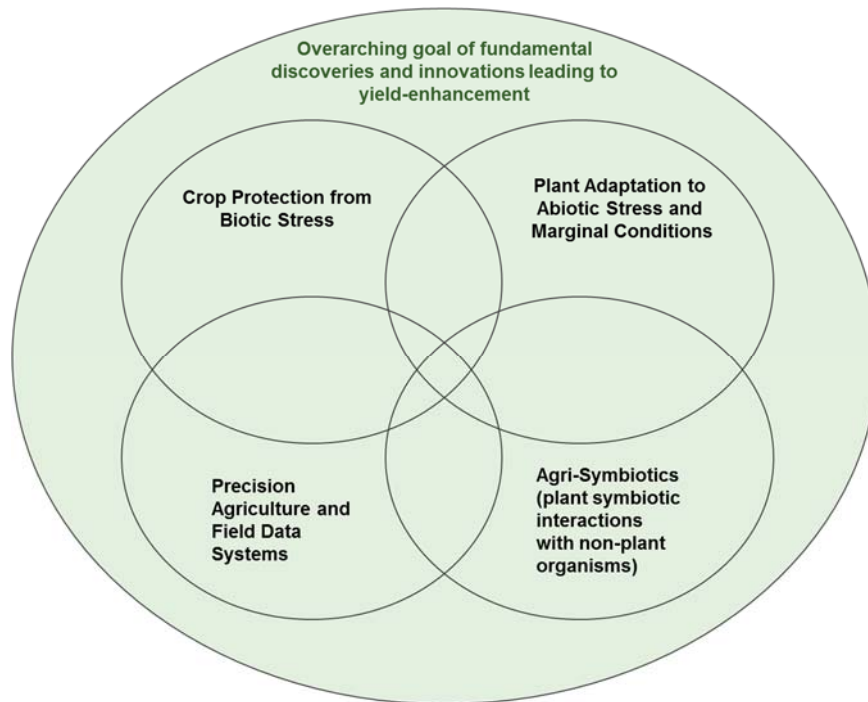 Overarching goal of fundamental
discoveries and innovations leading to
yield-enhancement
Crop Protection from
Biotic Stress
Plant Adaptation to
Abiotic Stress and
Marginal Conditions
Precision
Agriculture and
Field Data
Systems
Agri-Symbiotics
(plant symbiotic
interactions
with non-plant
organisms)